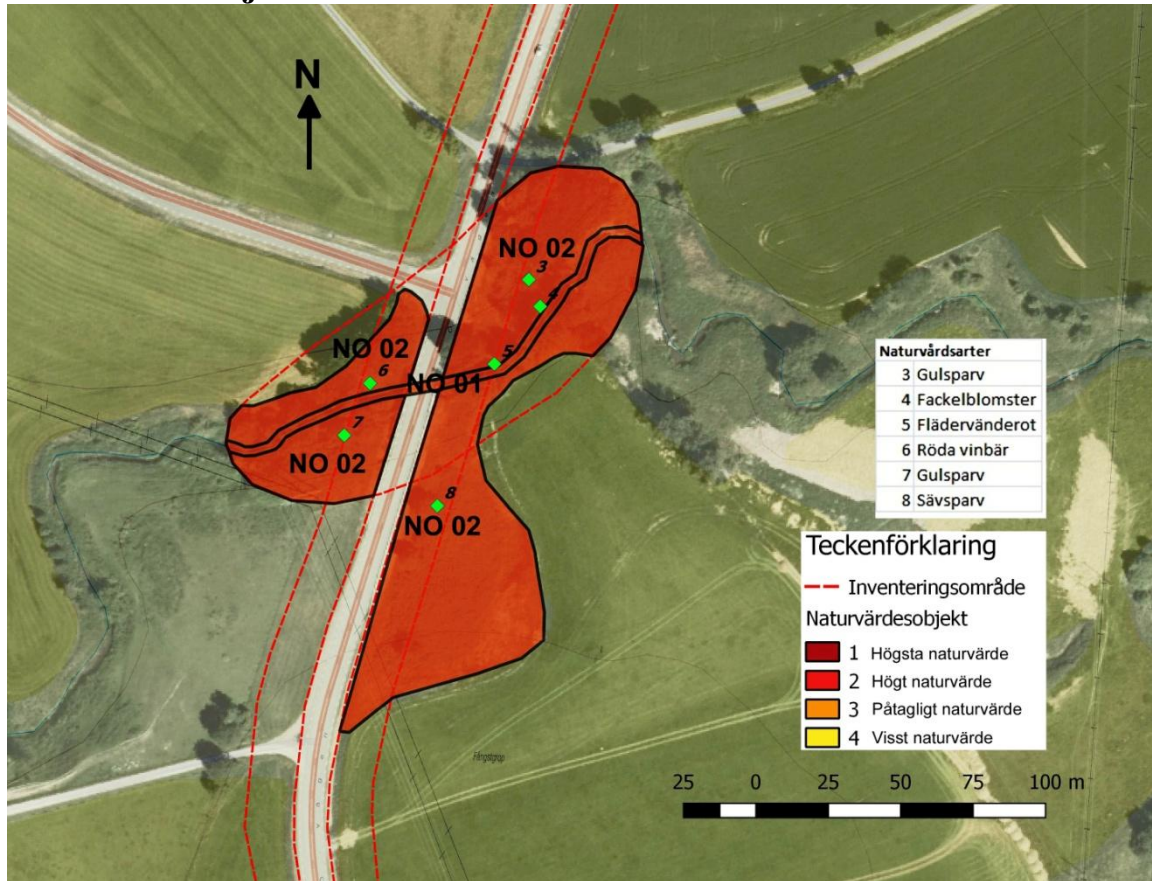 N
NO 02
3
4
5
NO 02
6
NO 01
7
NO 02
8
NO 02
Naturvårdsarter
3 Gulsparv
4 Fackelblomster
5 Flädervänderot
6 Röda vinbär
7 Gulsparv
8 Sävsparv
Teckenförklaring
Inventeringsområde
Naturvärdesobjekt
1 Högsta naturvärde
2 Högt naturvärde
3 Påtagligt naturvärde
4 Visst naturvärde
Fångstgrop
25 0 25 50 75 100 m